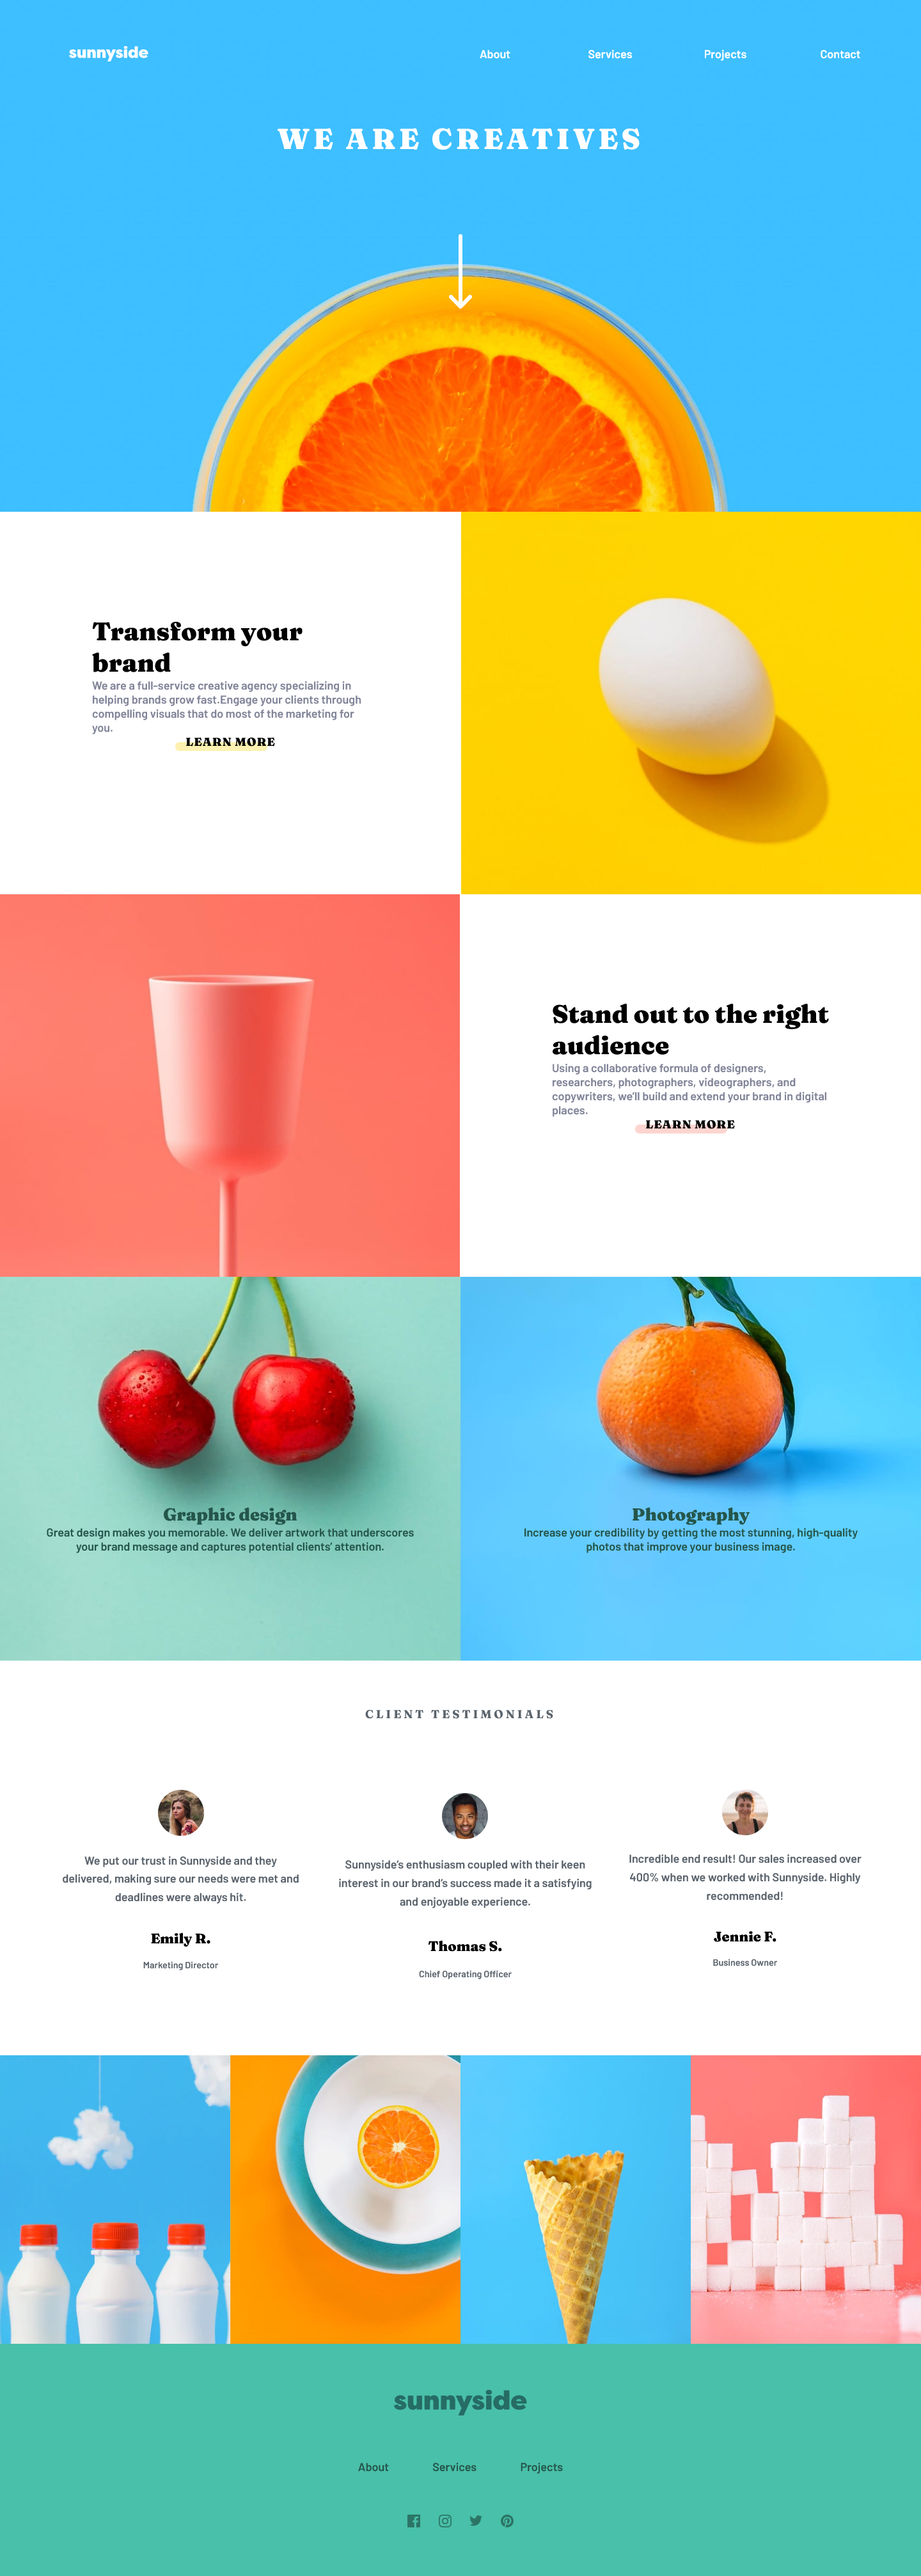 sunnyside
About Services Projects Contact
WE ARE CREATIVES
Transform your
brand
We are a full-service creative agency specializing in
helping brands grow fast.Engage your clients through
compelling visuals that do most of the marketing for
you.
LEARN MORE
Stand out to the right
audience
Using a collaborative formula of designers,
researchers, photographers, videographers, and
copywriters, we'll build and extend your brand in digital
places.
LEARN MORE
Graphic design
Great design makes you memorable. We deliver artwork that underscores
your brand message and captures potential clients' attention.
Photography
Increase your credibility by getting the most stunning, high-quality
photos that improve your business image.
CLIENT TESTIMONIALS
We put our trust in Sunnyside and they
delivered, making sure our needs were met and
deadlines were always hit.
Emily R.
Marketing Director
Sunnyside's enthusiasm coupled with their keen
interest in our brand's success made it a satisfying
and enjoyable experience.
Thomas S.
Chief Operating Officer
Incredible end result! Our sales increased over
400% when we worked with Sunnyside. Highly
recommended!
Jennie F.
Business Owner
sunnyside
About Services Projects